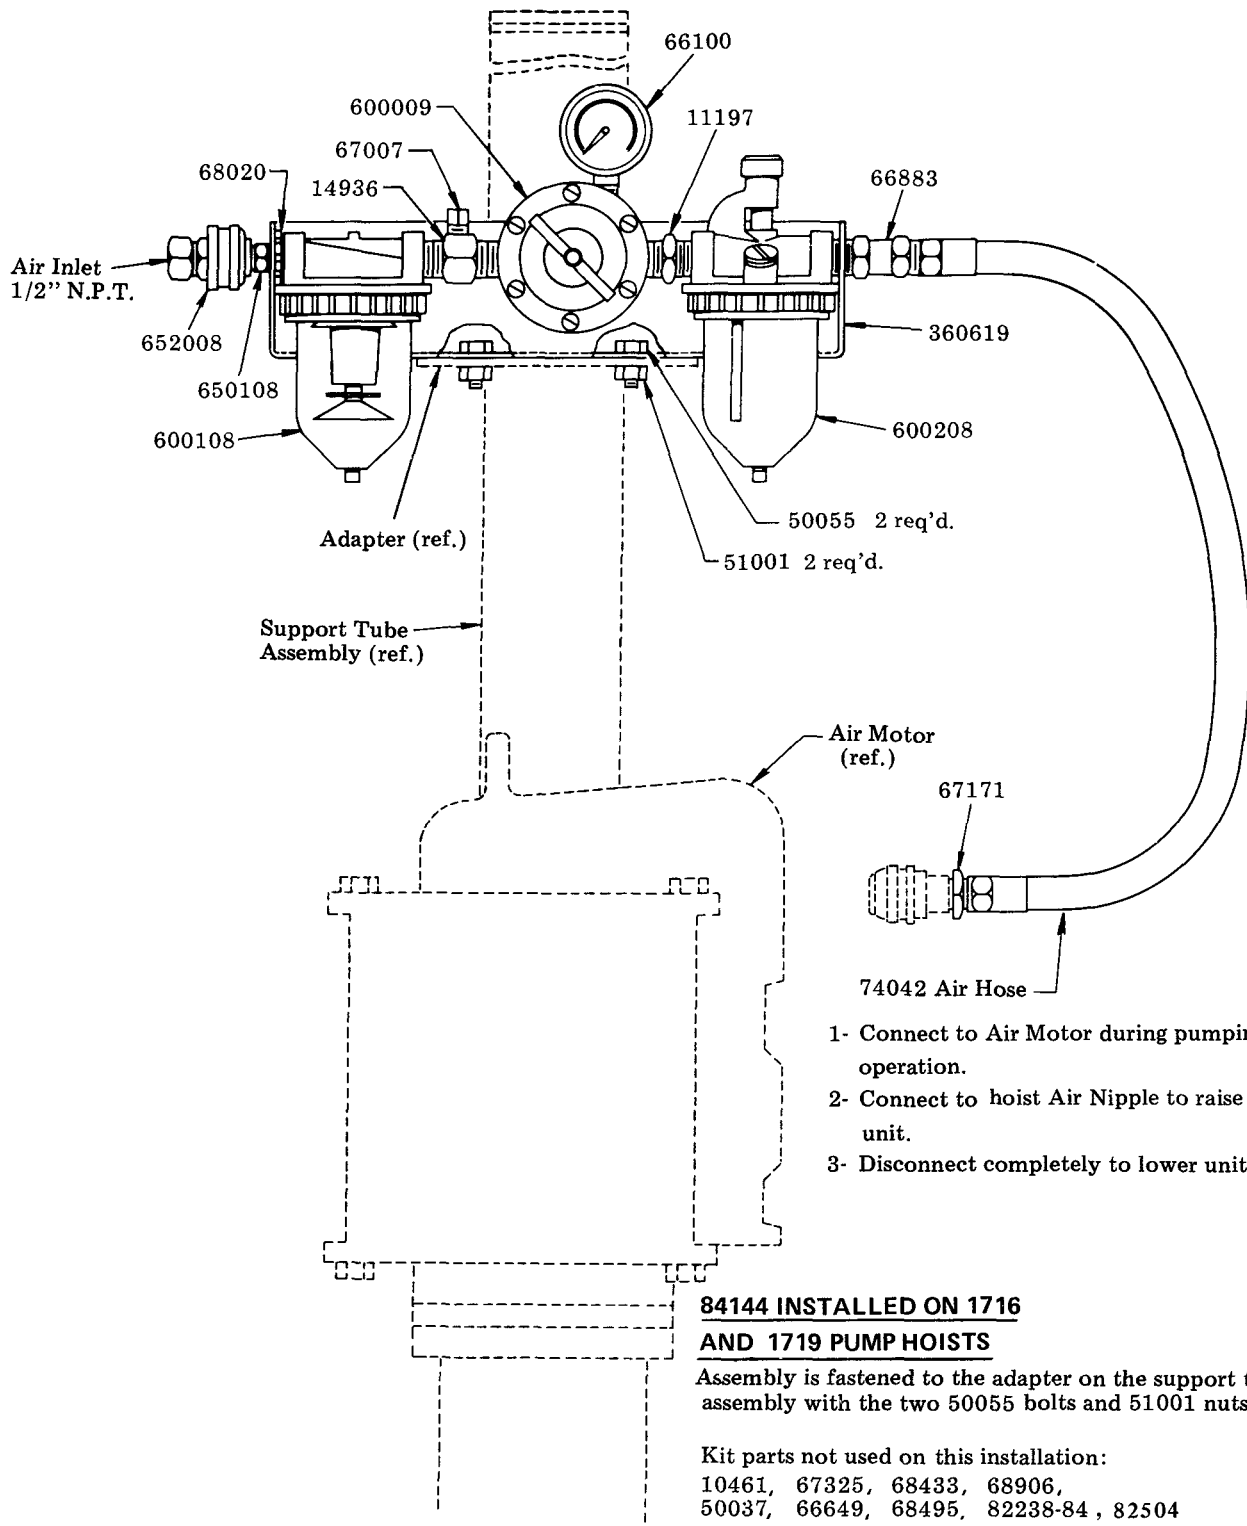 66100
600009
11197
67007
68020
66883
14936
Air Inlet
1/2” N.P.T.
652008
360619
650108
600108
600208
50055 2 req'd.
Adapter (ref.)
51001 2 req'd.
Support Tube
Assembly (ref.)
Air Motor
(ref.)
67171
74042 Air Hose
1- Connect to Air Motor during
operation.
2- Connect to hoist Air Nipple to raise
unit.
3- Disconnect completely to lower unit
84144 INSTALLED ON 1716
AND 1719 PUMP HOISTS
Assembly is fastened to the adapter on the support
assembly with the two 50055 bolts and 51001 nuts
Kit parts not used on this installation:
10461, 67325, 68433, 68906,
50037, 66649, 68495, 82238-84 , 82504